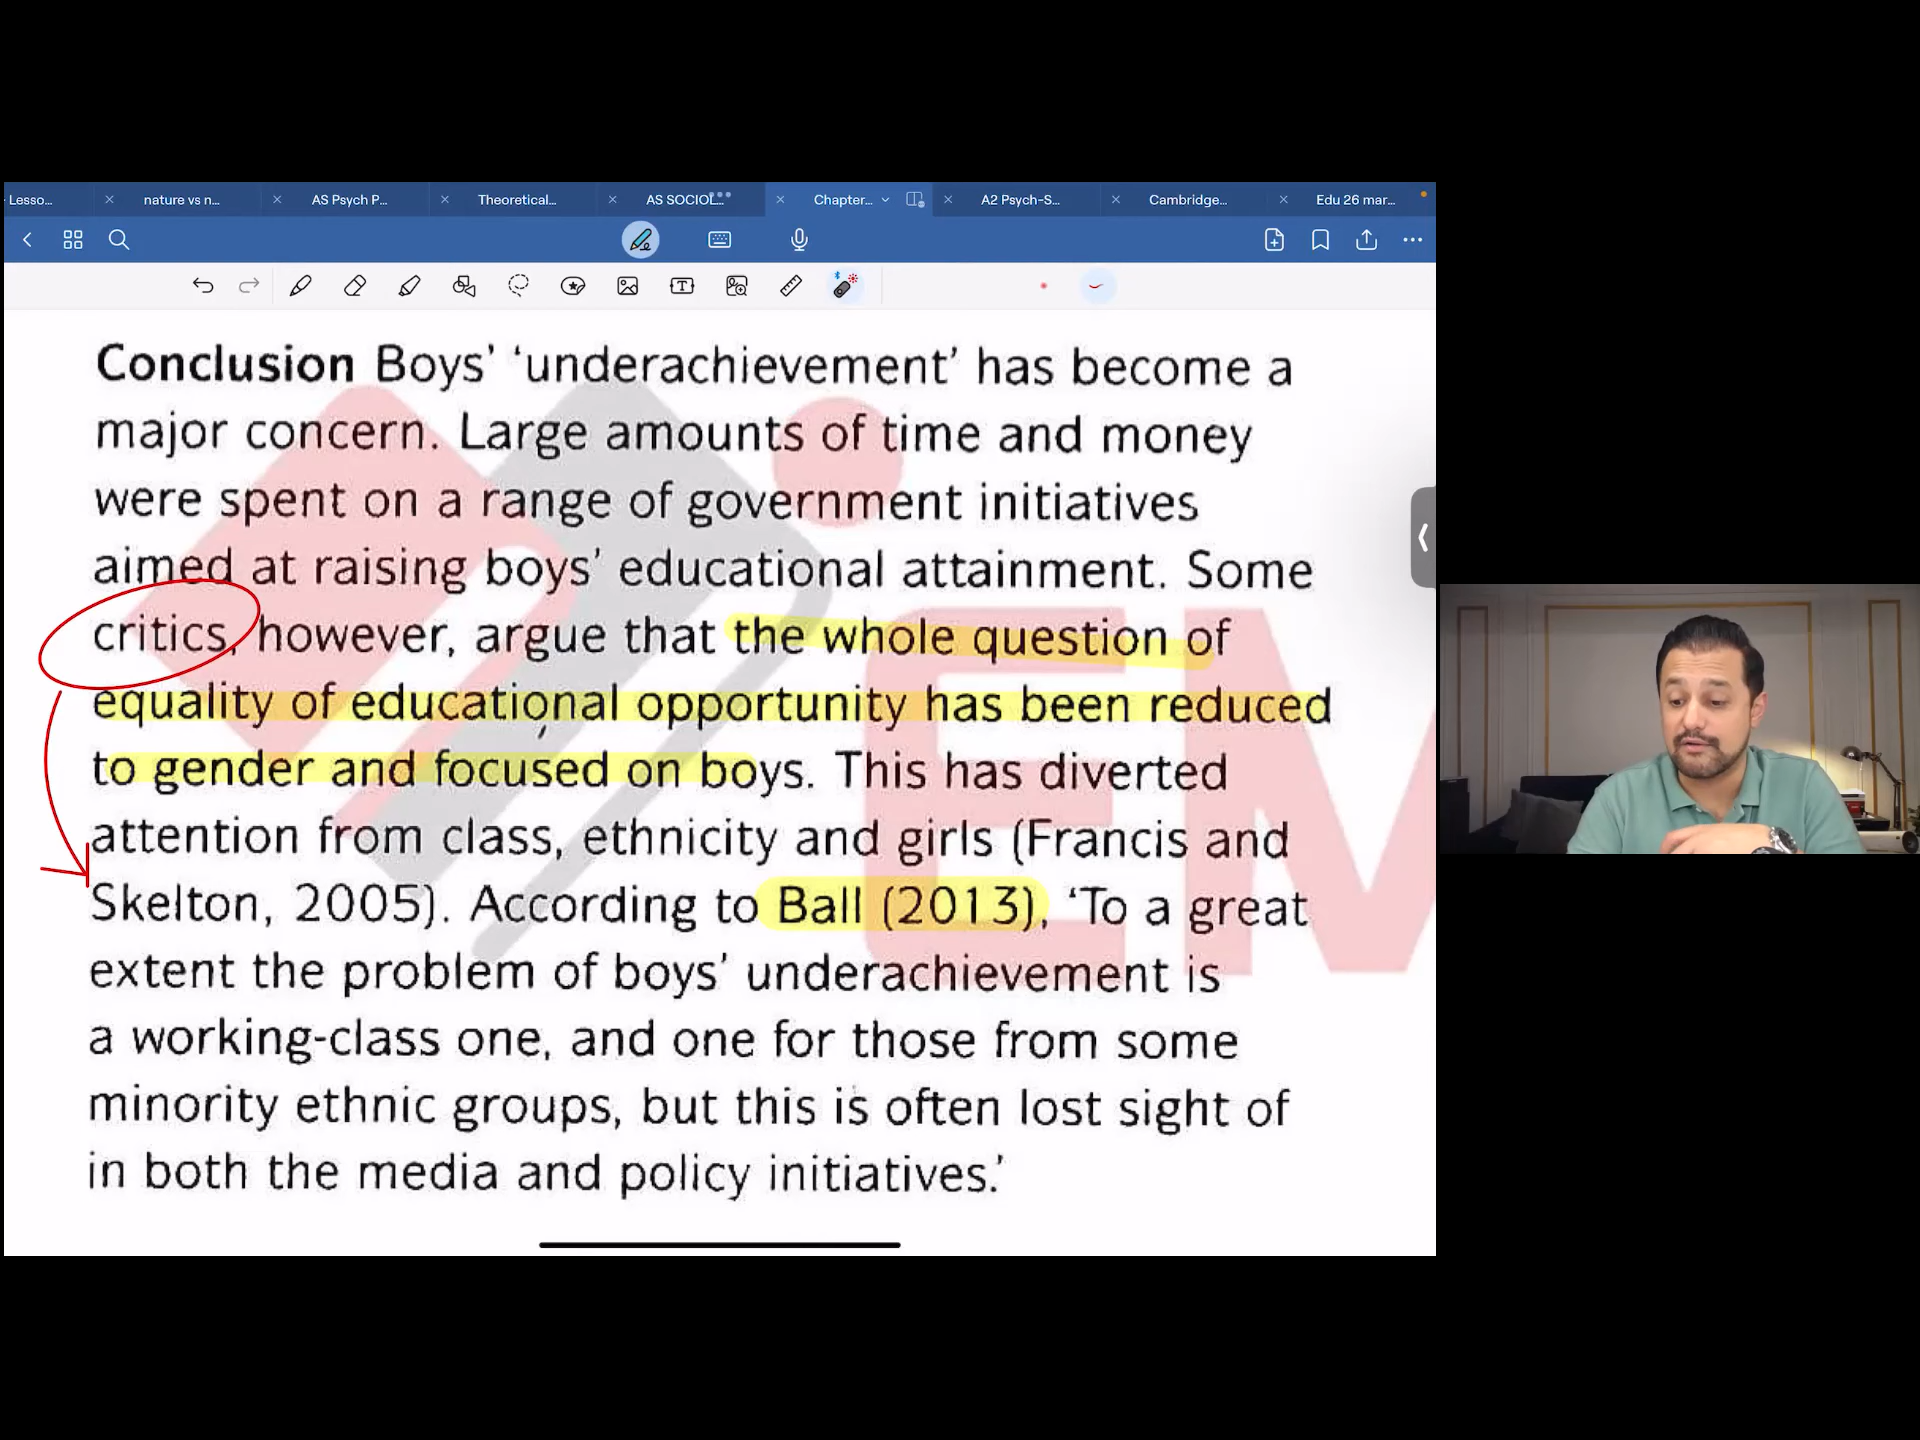 Lesso...
nature vs n...
AS Psych P...
Theoretical...
AS SOCIOL...
Chapter...
A2 Psych-S...
Cambridge...
Edu 26 mar...
Conclusion Boys' 'underachievement' has become a
major concern. Large amounts of time and money
were spent on a range of government initiatives
aimed at raising boys' educational attainment. Some
critics, however, argue that the whole question of
equality of educational opportunity has been reduced
to gender and focused on boys. This has diverted
attention from class, ethnicity and girls (Francis and
Skelton, 2005). According to Ball (2013), 'To a great
extent the problem of boys' underachievement is
a working-class one, and one for those from some
minority ethnic groups, but this is often lost sight of
in both the media and policy initiatives.'
EM